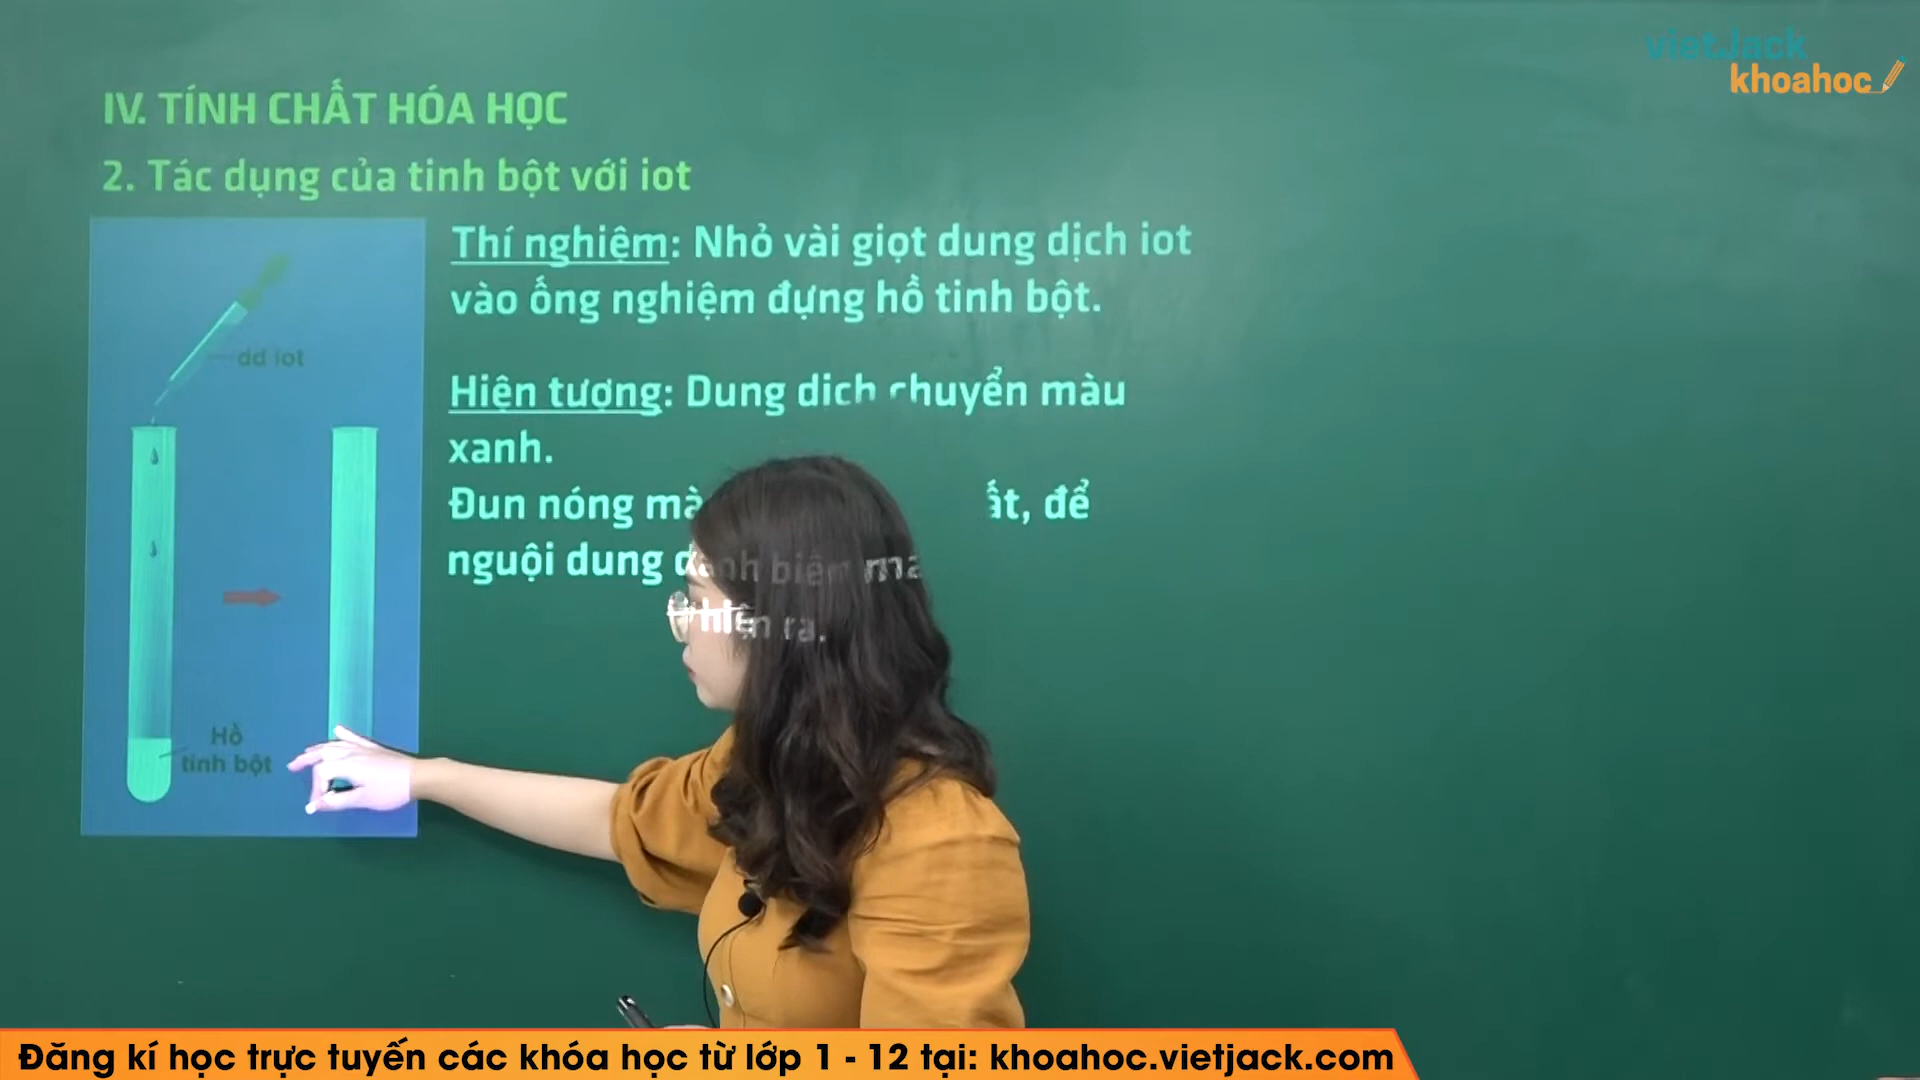 vietJack
khoahoc
IV. TÍNH CHẤT HÓA HỌC
2. Tác dụng của tinh bột với iot
Thí nghiệm: Nhỏ vài giọt dung dịch iot
vào ống nghiệm đựng hồ tinh bột.
dd iot
Hiện tượng: Dung dịch chuyển màu
xanh.
Đun nóng
để
nguội dung
hiện ra.
Hồ
tinh bột
Đăng kí học trực tuyến các khóa học từ lớp 1 - 12 tại: khoahoc.vietjack.com